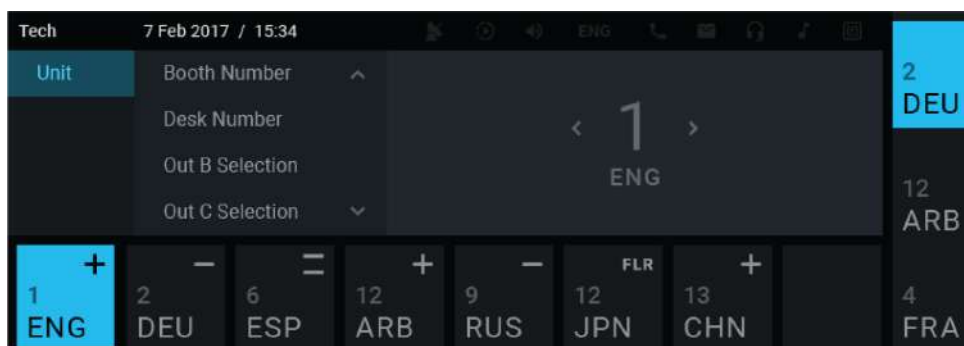 Tech 7 Feb 2017 / 15:34 ENG
Unit
Booth Number
Desk Number
Out B Selection
Out C Selection
< 1 >
ENG
2
DEU
12
ARB
4
FRA
+ − = + − FLR +
1 2 6 12 9 12 13
ENG DEU ESP ARB RUS JPN CHN